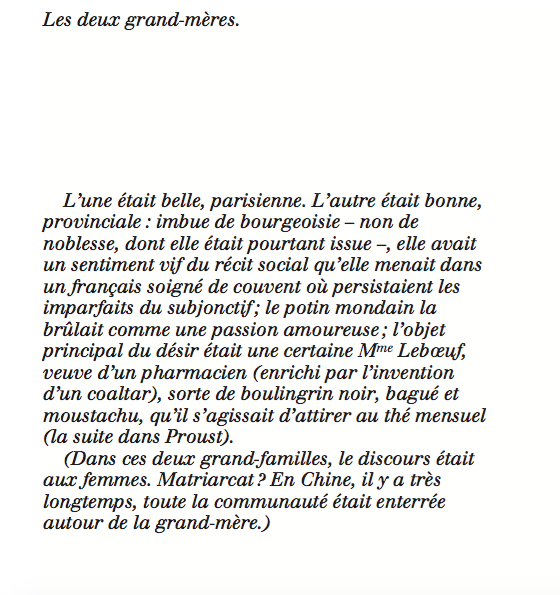 Les deux grand-mères.
L’une était belle, parisienne. L’autre était bonne,
provinciale : imbue de bourgeoisie – non de
noblesse, dont elle était pourtant issue –, elle avait
un sentiment vif du récit social qu’elle menait dans
un français soigné de couvent où persistaient les
imparfaits du subjonctif ; le potin mondain la
brûlait comme une passion amoureuse ; l’objet
principal du désir était une certaine Mme Lebœuf,
veuve d’un pharmacien (enrichi par l’invention
d’un coaltar), sorte de boulingrin noir, bagué et
moustachu, qu’il s’agissait d’attirer au thé mensuel
(la suite dans Proust).
(Dans ces deux grand-familles, le discours était
aux femmes. Matriarcat ? En Chine, il y a très
longtemps, toute la communauté était enterrée
autour de la grand-mère.)